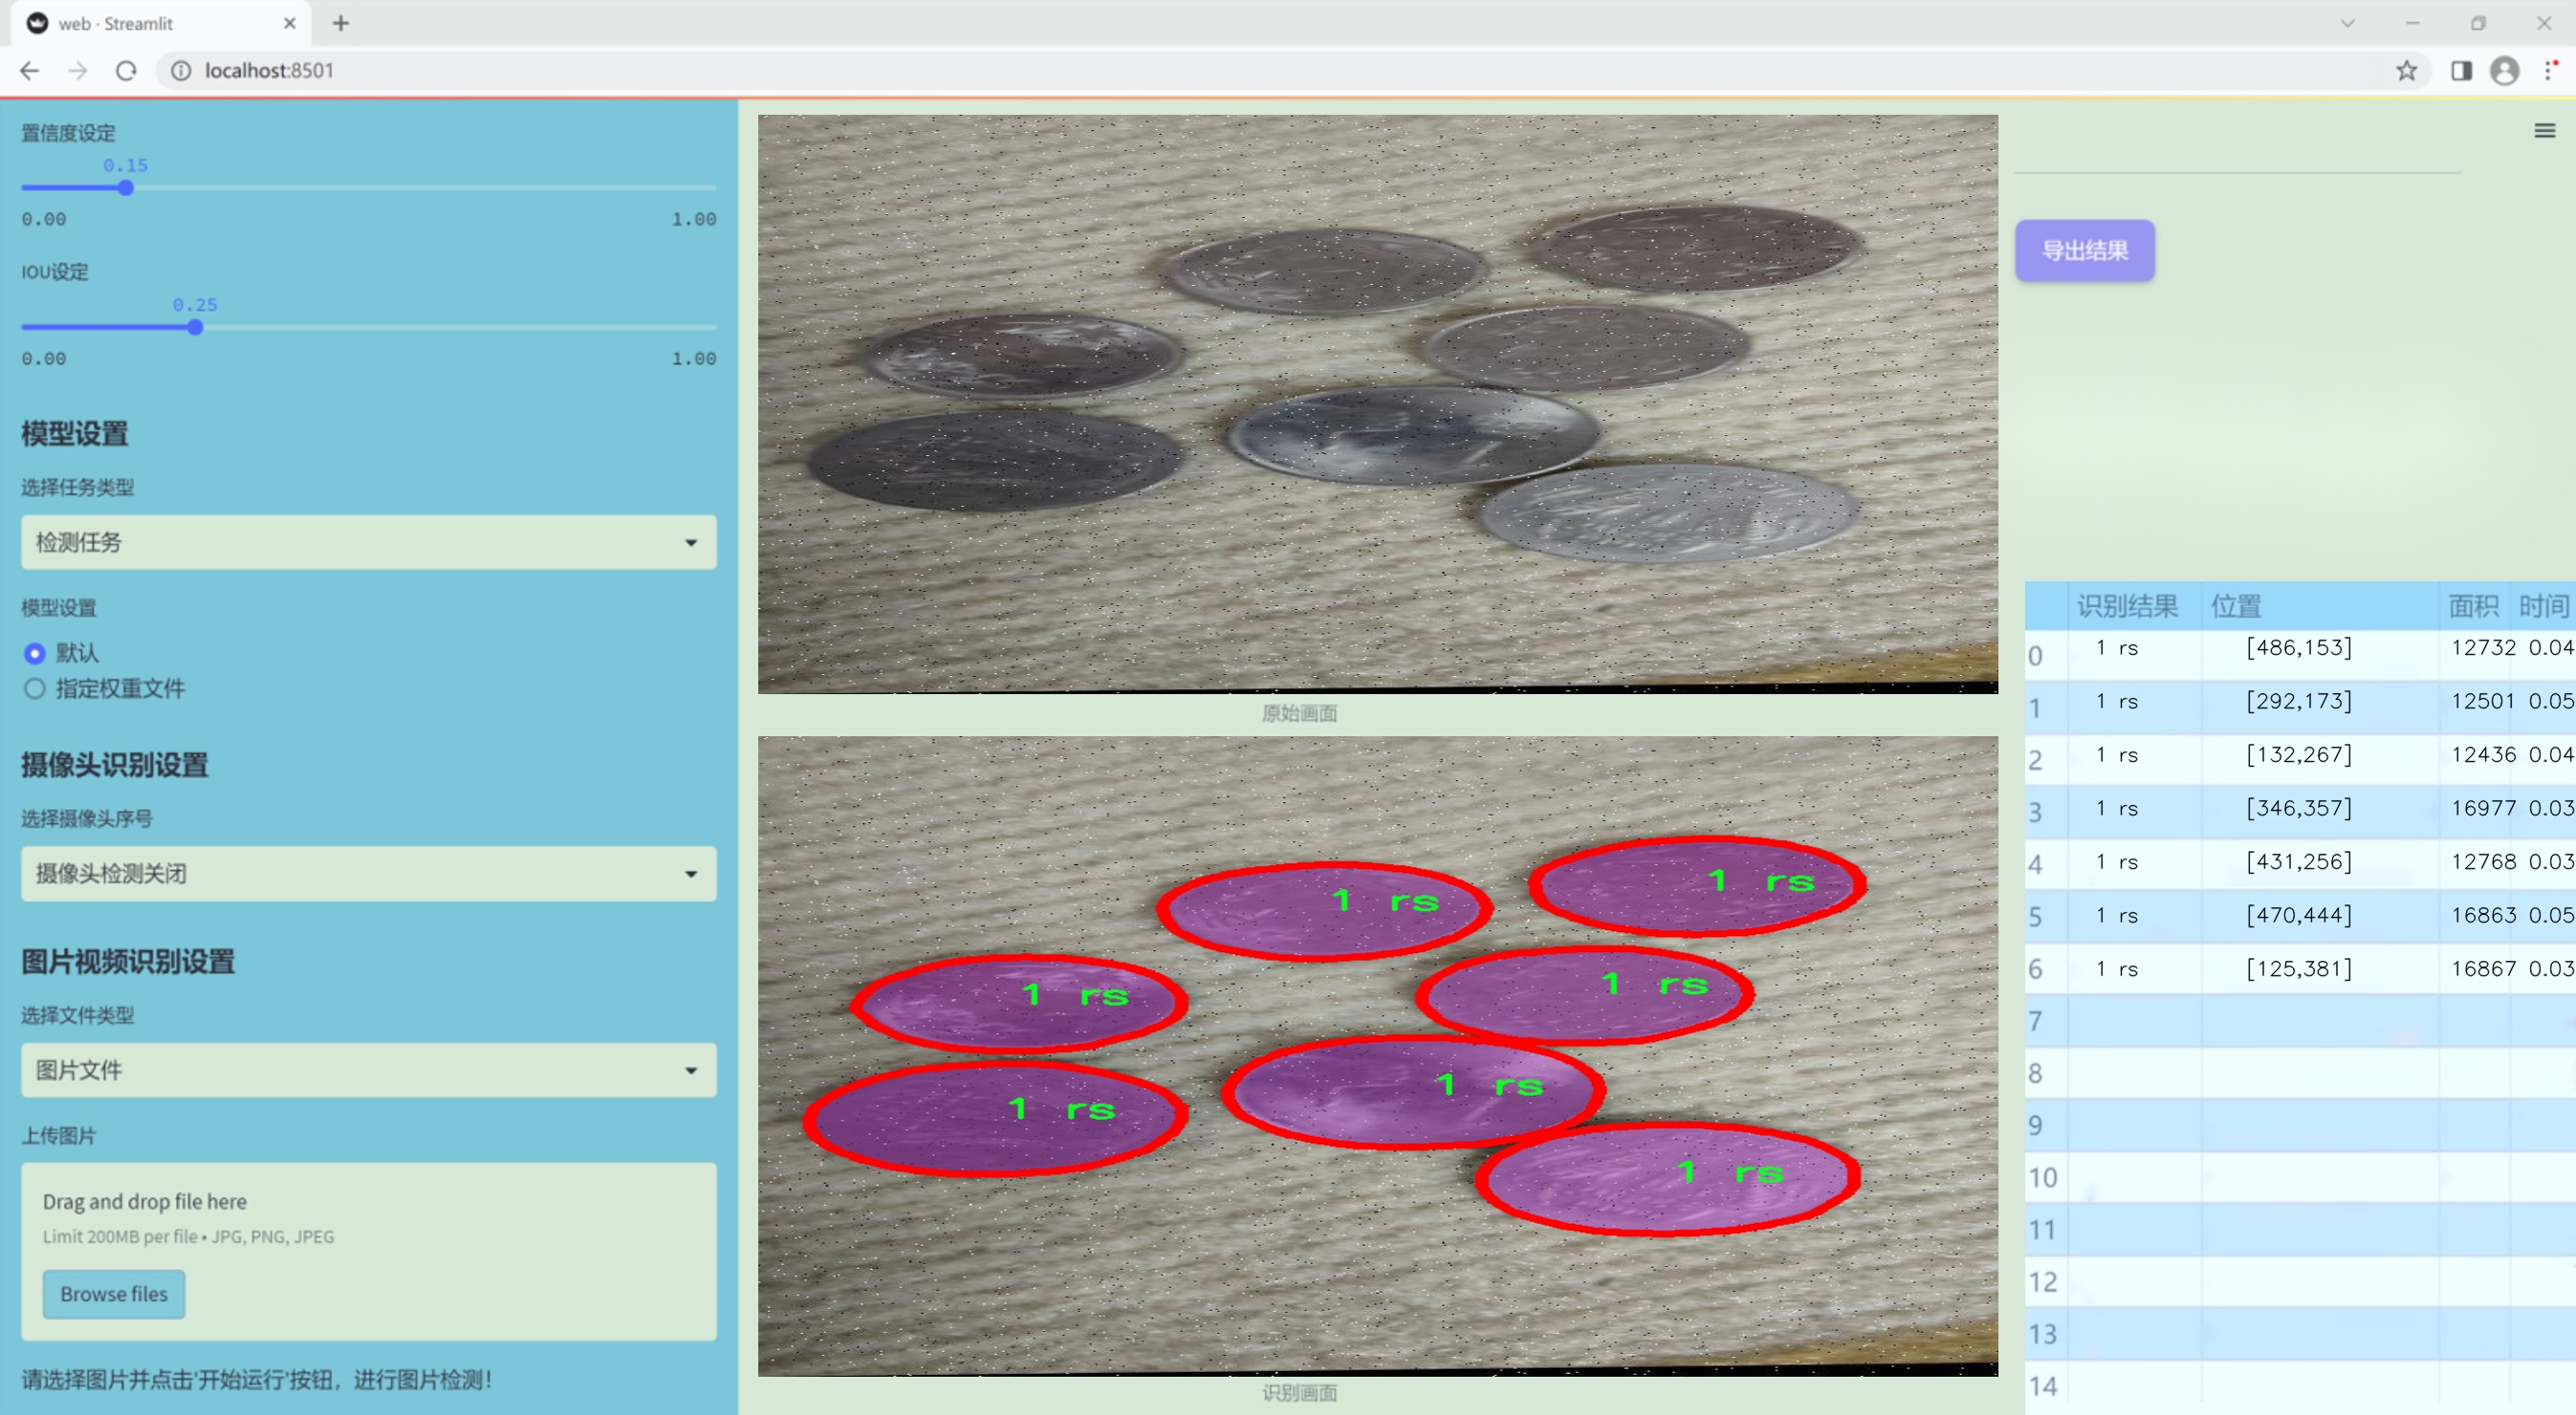 web · Streamlit
localhost:8501
置信度设定
0.15
0.00 1.00
IOU设定
0.25
0.00 1.00
模型设置
选择任务类型
检测任务
模型设置
默认
指定权重文件
摄像头识别设置
选择摄像头序号
摄像头检测关闭
图片视频识别设置
选择文件类型
图片文件
上传图片
Drag and drop file here
Limit 200MB per file • JPG, PNG, JPEG
Browse files
请选择图片并点击'开始运行'按钮，进行图片检测！
原始画面
1 rs
1 rs
1 rs
1 rs
1 rs
1 rs
1 rs
识别画面
导出结果
识别结果 位置 面积 时间
0 1 rs [486,153] 12732 0.04
1 1 rs [292,173] 12501 0.05
2 1 rs [132,267] 12436 0.04
3 1 rs [346,357] 16977 0.03
4 1 rs [431,256] 12768 0.03
5 1 rs [470,444] 16863 0.05
6 1 rs [125,381] 16867 0.03
7
8
9
10
11
12
13
14